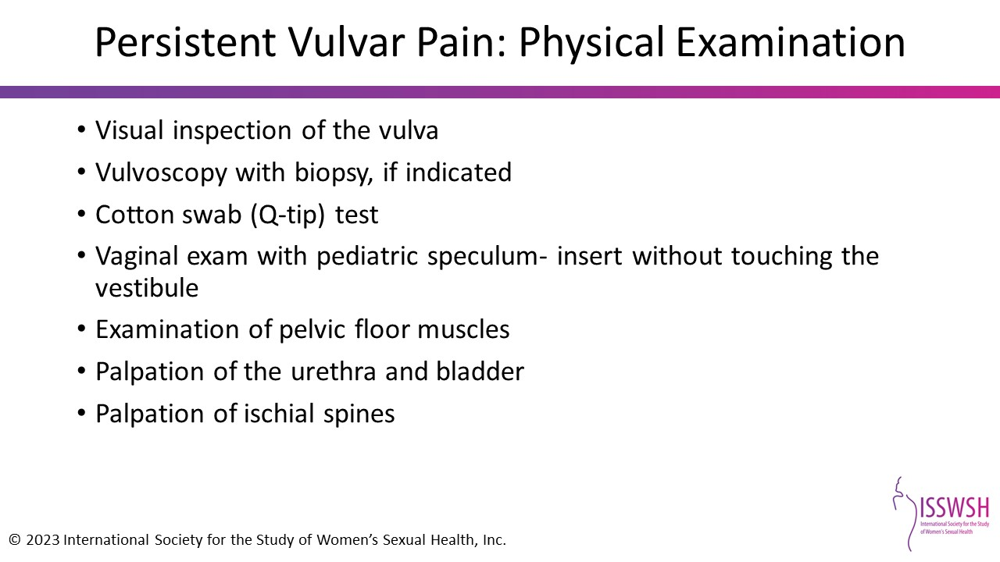 Persistent Vulvar Pain: Physical Examination
• Visual inspection of the vulva
• Vulvoscopy with biopsy, if indicated
• Cotton swab (Q-tip) test
• Vaginal exam with pediatric speculum- insert without touching the
vestibule
• Examination of pelvic floor muscles
• Palpation of the urethra and bladder
• Palpation of ischial spines
ISSWSH
International Society for the Study
of Women's Sexual Health
© 2023 International Society for the Study of Women’s Sexual Health, Inc.